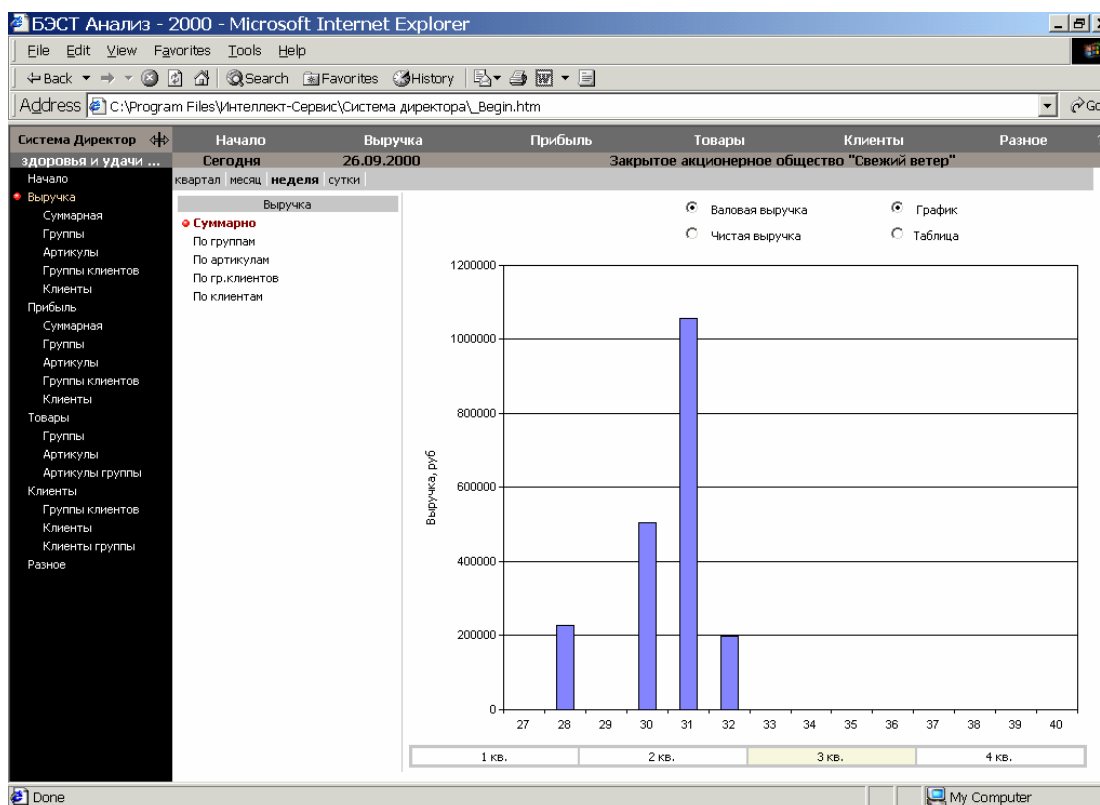 БЭСТ Анализ - 2000 - Microsoft Internet Explorer
File Edit View Favorites Tools Help
Back Search Favorites History
Address C:\Program Files\Интеллект-Сервис\Система директора\_Begin.htm Go
Система Директор Начало Выручка Прибыль Товары Клиенты Разное
здоровья и удачи ... Сегодня 26.09.2000 Закрытое акционерное общество "Свежий ветер"
квартал месяц неделя сутки
Начало
Выручка
Суммарная
Группы
Артикулы
Группы клиентов
Клиенты
Прибыль
Суммарная
Группы
Артикулы
Группы клиентов
Клиенты
Товары
Группы
Артикулы
Артикулы группы
Клиенты
Группы клиентов
Клиенты
Клиенты группы
Разное
Выручка
Суммарно
По группам
По артикулам
По гр.клиентов
По клиентам
Валовая выручка График
Чистая выручка Таблица
Выручка, руб
1200000
1000000
800000
600000
400000
200000
0
27 28 29 30 31 32 33 34 35 36 37 38 39 40
1 кв. 2 кв. 3 кв. 4 кв.
Done My Computer